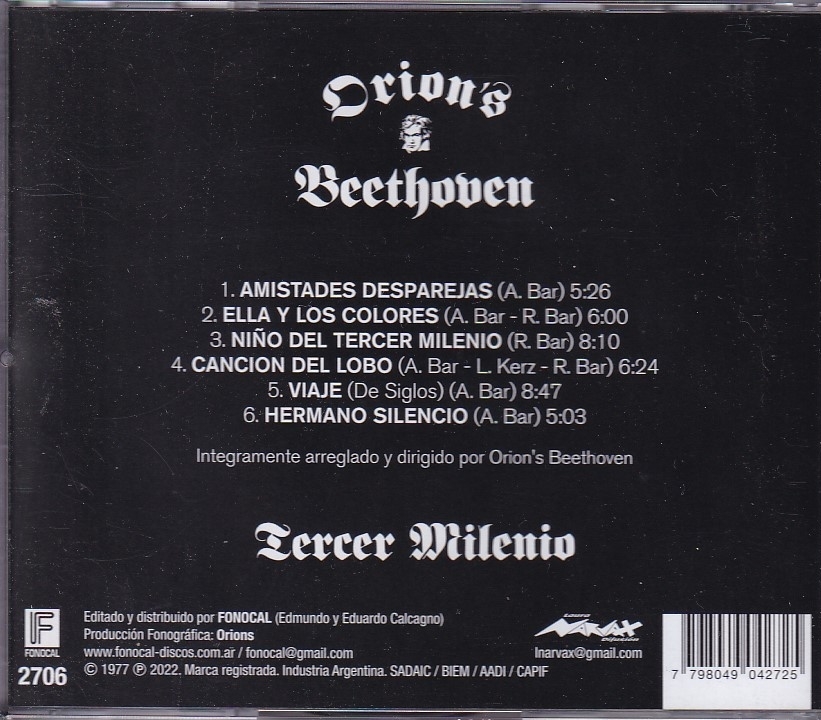 Orion's
Beethoven
1. AMISTADES DESPAREJAS (A. Bar) 5:26
2. ELLA Y LOS COLORES (A. Bar - R. Bar) 6:00
3. NIÑO DEL TERCER MILENIO (R. Bar) 8:10
4. CANCION DEL LOBO (A. Bar - L. Kerz - R. Bar) 6:24
5. VIAJE (De Siglos) (A. Bar) 8:47
6. HERMANO SILENCIO (A. Bar) 5:03
Integramente arreglado y dirigido por Orion's Beethoven
Tercer Milenio
F
FONOCAL
2706
Editado y distribuido por FONOCAL (Edmundo y Eduardo Calcagno)
Producción Fonográfica: Orions
www.fonocal-discos.com.ar / fonocal@gmail.com
© 1977 ℗ 2022. Marca registrada. Industria Argentina. SADAIC / BIEM / AADI / CAPIF
Laura
NARVAX
Difusión
lnarvax@gmail.com
7 798049 042725